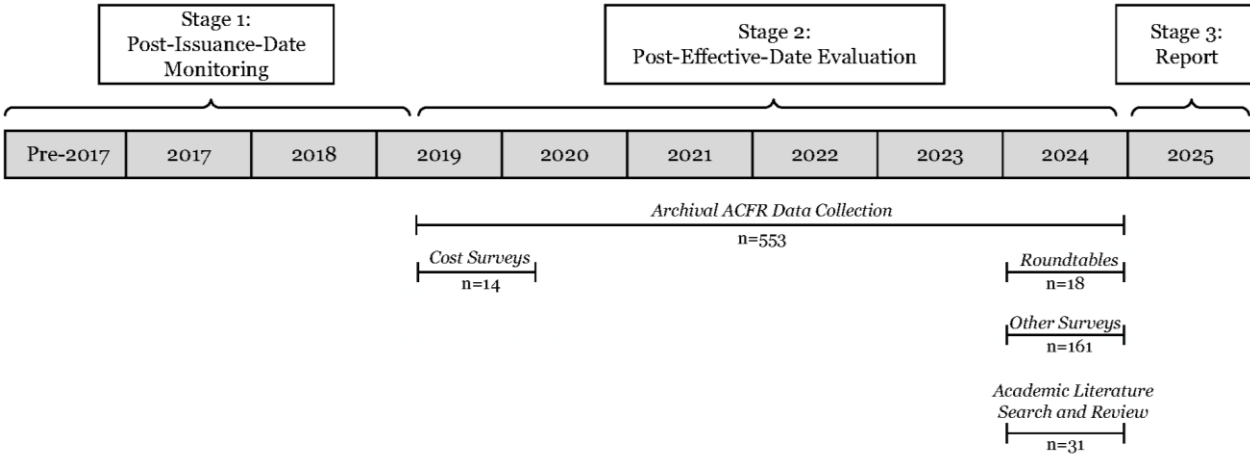 Stage 1:
Post-Issuance-Date
Monitoring
Stage 2:
Post-Effective-Date Evaluation
Stage 3:
Report
Pre-2017 2017 2018 2019 2020 2021 2022 2023 2024 2025
Archival ACFR Data Collection
n=553
Cost Surveys
n=14
Roundtables
n=18
Other Surveys
n=161
Academic Literature
Search and Review
n=31